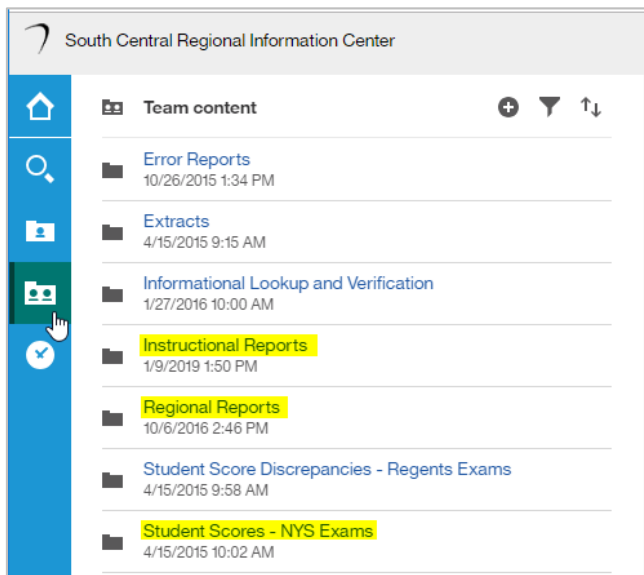 South Central Regional Information Center
Team content
Error Reports
10/26/2015 1:34 PM
Extracts
4/15/2015 9:15 AM
Informational Lookup and Verification
1/27/2016 10:00 AM
Instructional Reports
1/9/2019 1:50 PM
Regional Reports
10/6/2016 2:46 PM
Student Score Discrepancies - Regents Exams
4/15/2015 9:58 AM
Student Scores - NYS Exams
4/15/2015 10:02 AM